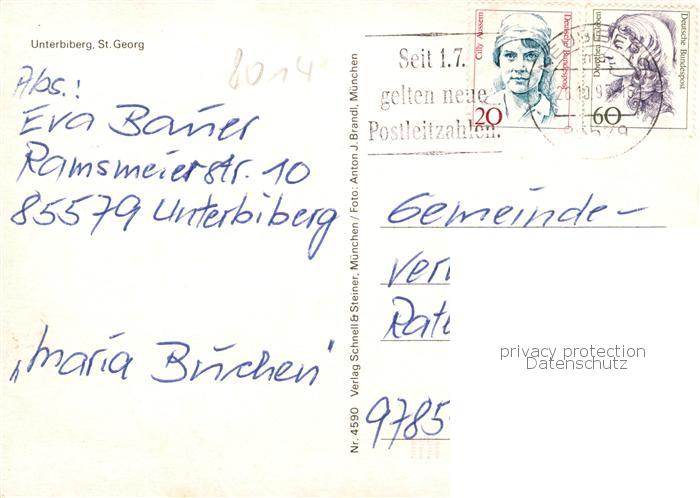 Unterbiberg, St. Georg
8014
Abs.:
Eva Bauer
Ramsmeierstr. 10
85579 Unterbiberg
„Maria Buchen"
Nr. 4590 Verlag Schnell & Steiner, München / Foto: Anton J. Brandl, München
Seit 1.7.
gelten neue
Postleitzahlen.
Cilly Aussem
Deutsche Bundespost
20
Dorothea Erxleben
Deutsche Bundespost
60
85579
Gemeinde-
Ver
Rat
9785
privacy protection
Datenschutz